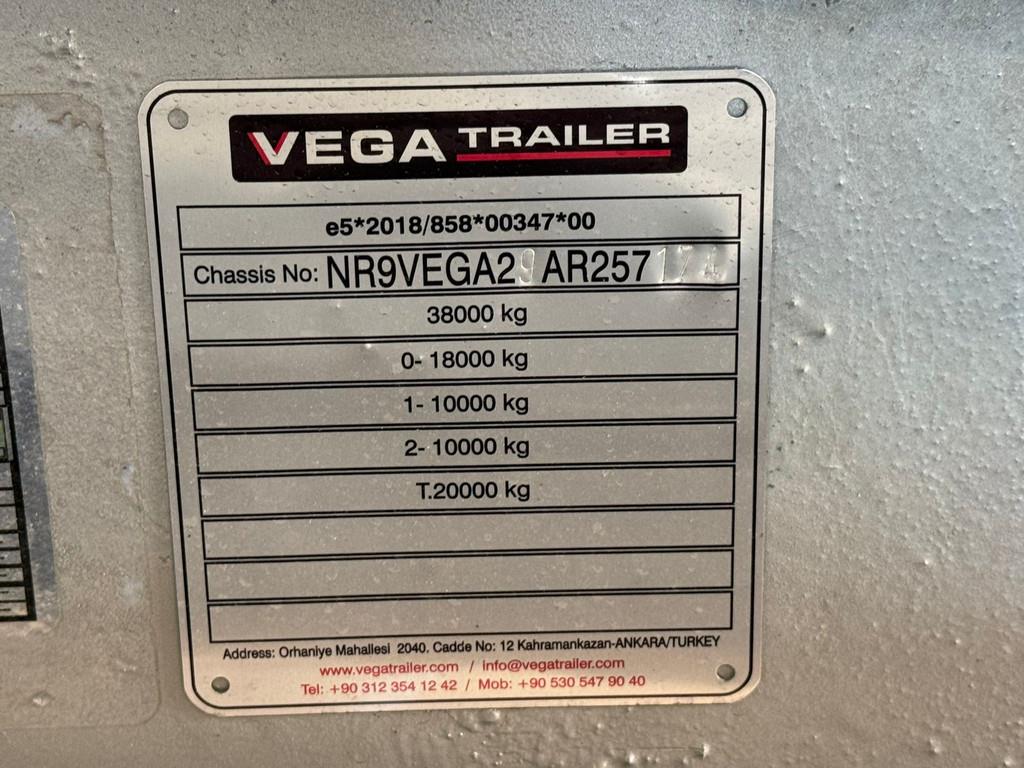 VEGA TRAILER
e5*2018/858*00347*00
Chassis No: NR9VEGA29AR257
38000 kg
0- 18000 kg
1- 10000 kg
2- 10000 kg
T.20000 kg
Address: Orhaniye Mahallesi 2040. Cadde No: 12 Kahramankazan-ANKARA/TURKEY
www.vegatrailer.com / info@vegatrailer.com
Tel: +90 312 354 12 42 / Mob: +90 530 547 90 40